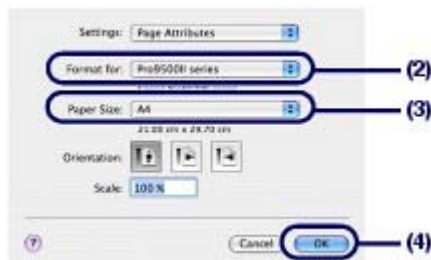 Settings: Page Attributes
Format for: Pro9500II series (2)
Paper Size: A4 (3)
21.00 cm x 29.70 cm
Orientation:
Scale: 100 %
? Cancel OK (4)